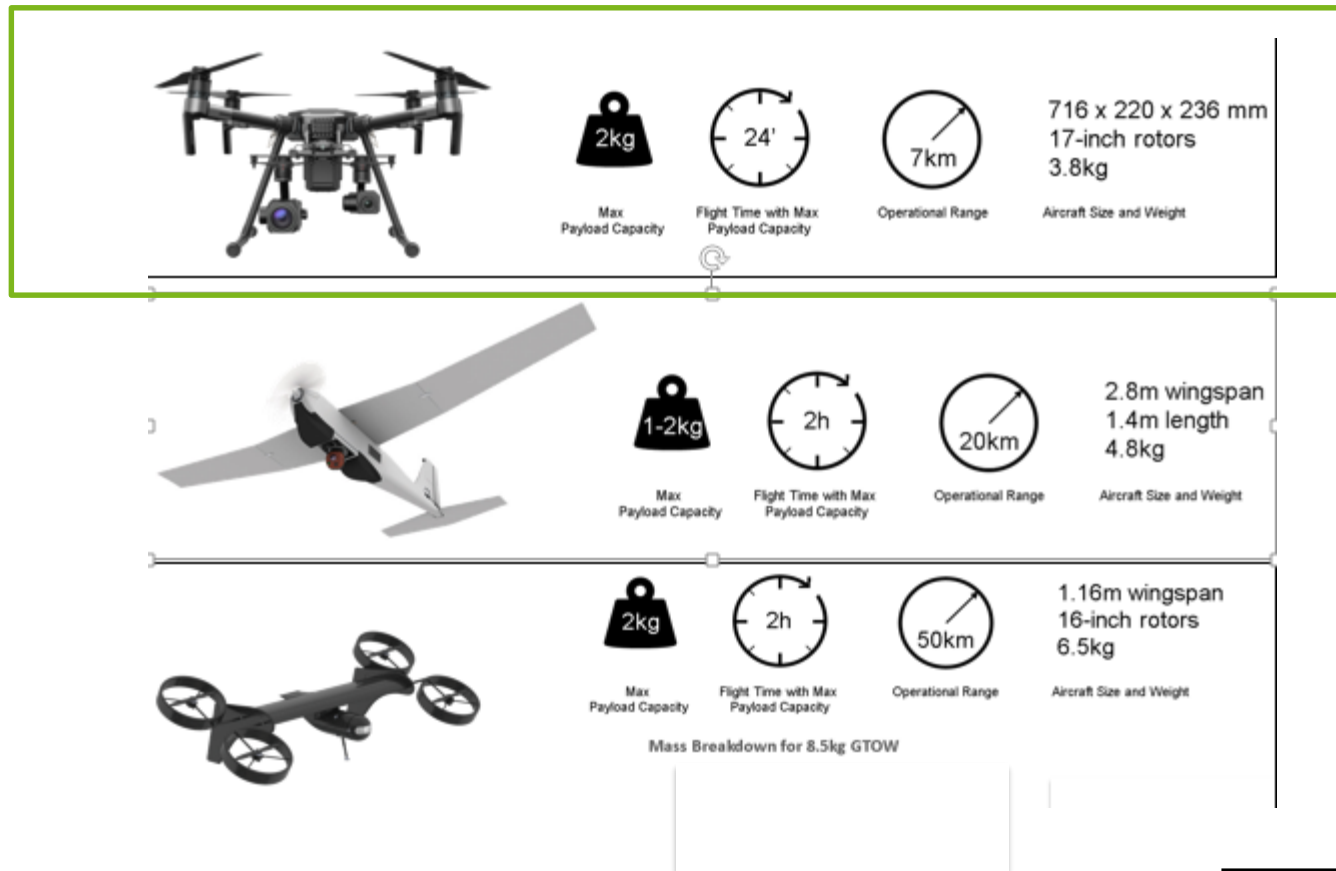 2kg
24'
7km
716 x 220 x 236 mm
17-inch rotors
3.8kg
Max
Payload Capacity
Flight Time with Max
Payload Capacity
Operational Range
Aircraft Size and Weight
1-2kg
2h
20km
2.8m wingspan
1.4m length
4.8kg
Max
Payload Capacity
Flight Time with Max
Payload Capacity
Operational Range
Aircraft Size and Weight
2kg
2h
50km
1.16m wingspan
16-inch rotors
6.5kg
Max
Payload Capacity
Flight Time with Max
Payload Capacity
Operational Range
Aircraft Size and Weight
Mass Breakdown for 8.5kg GTOW